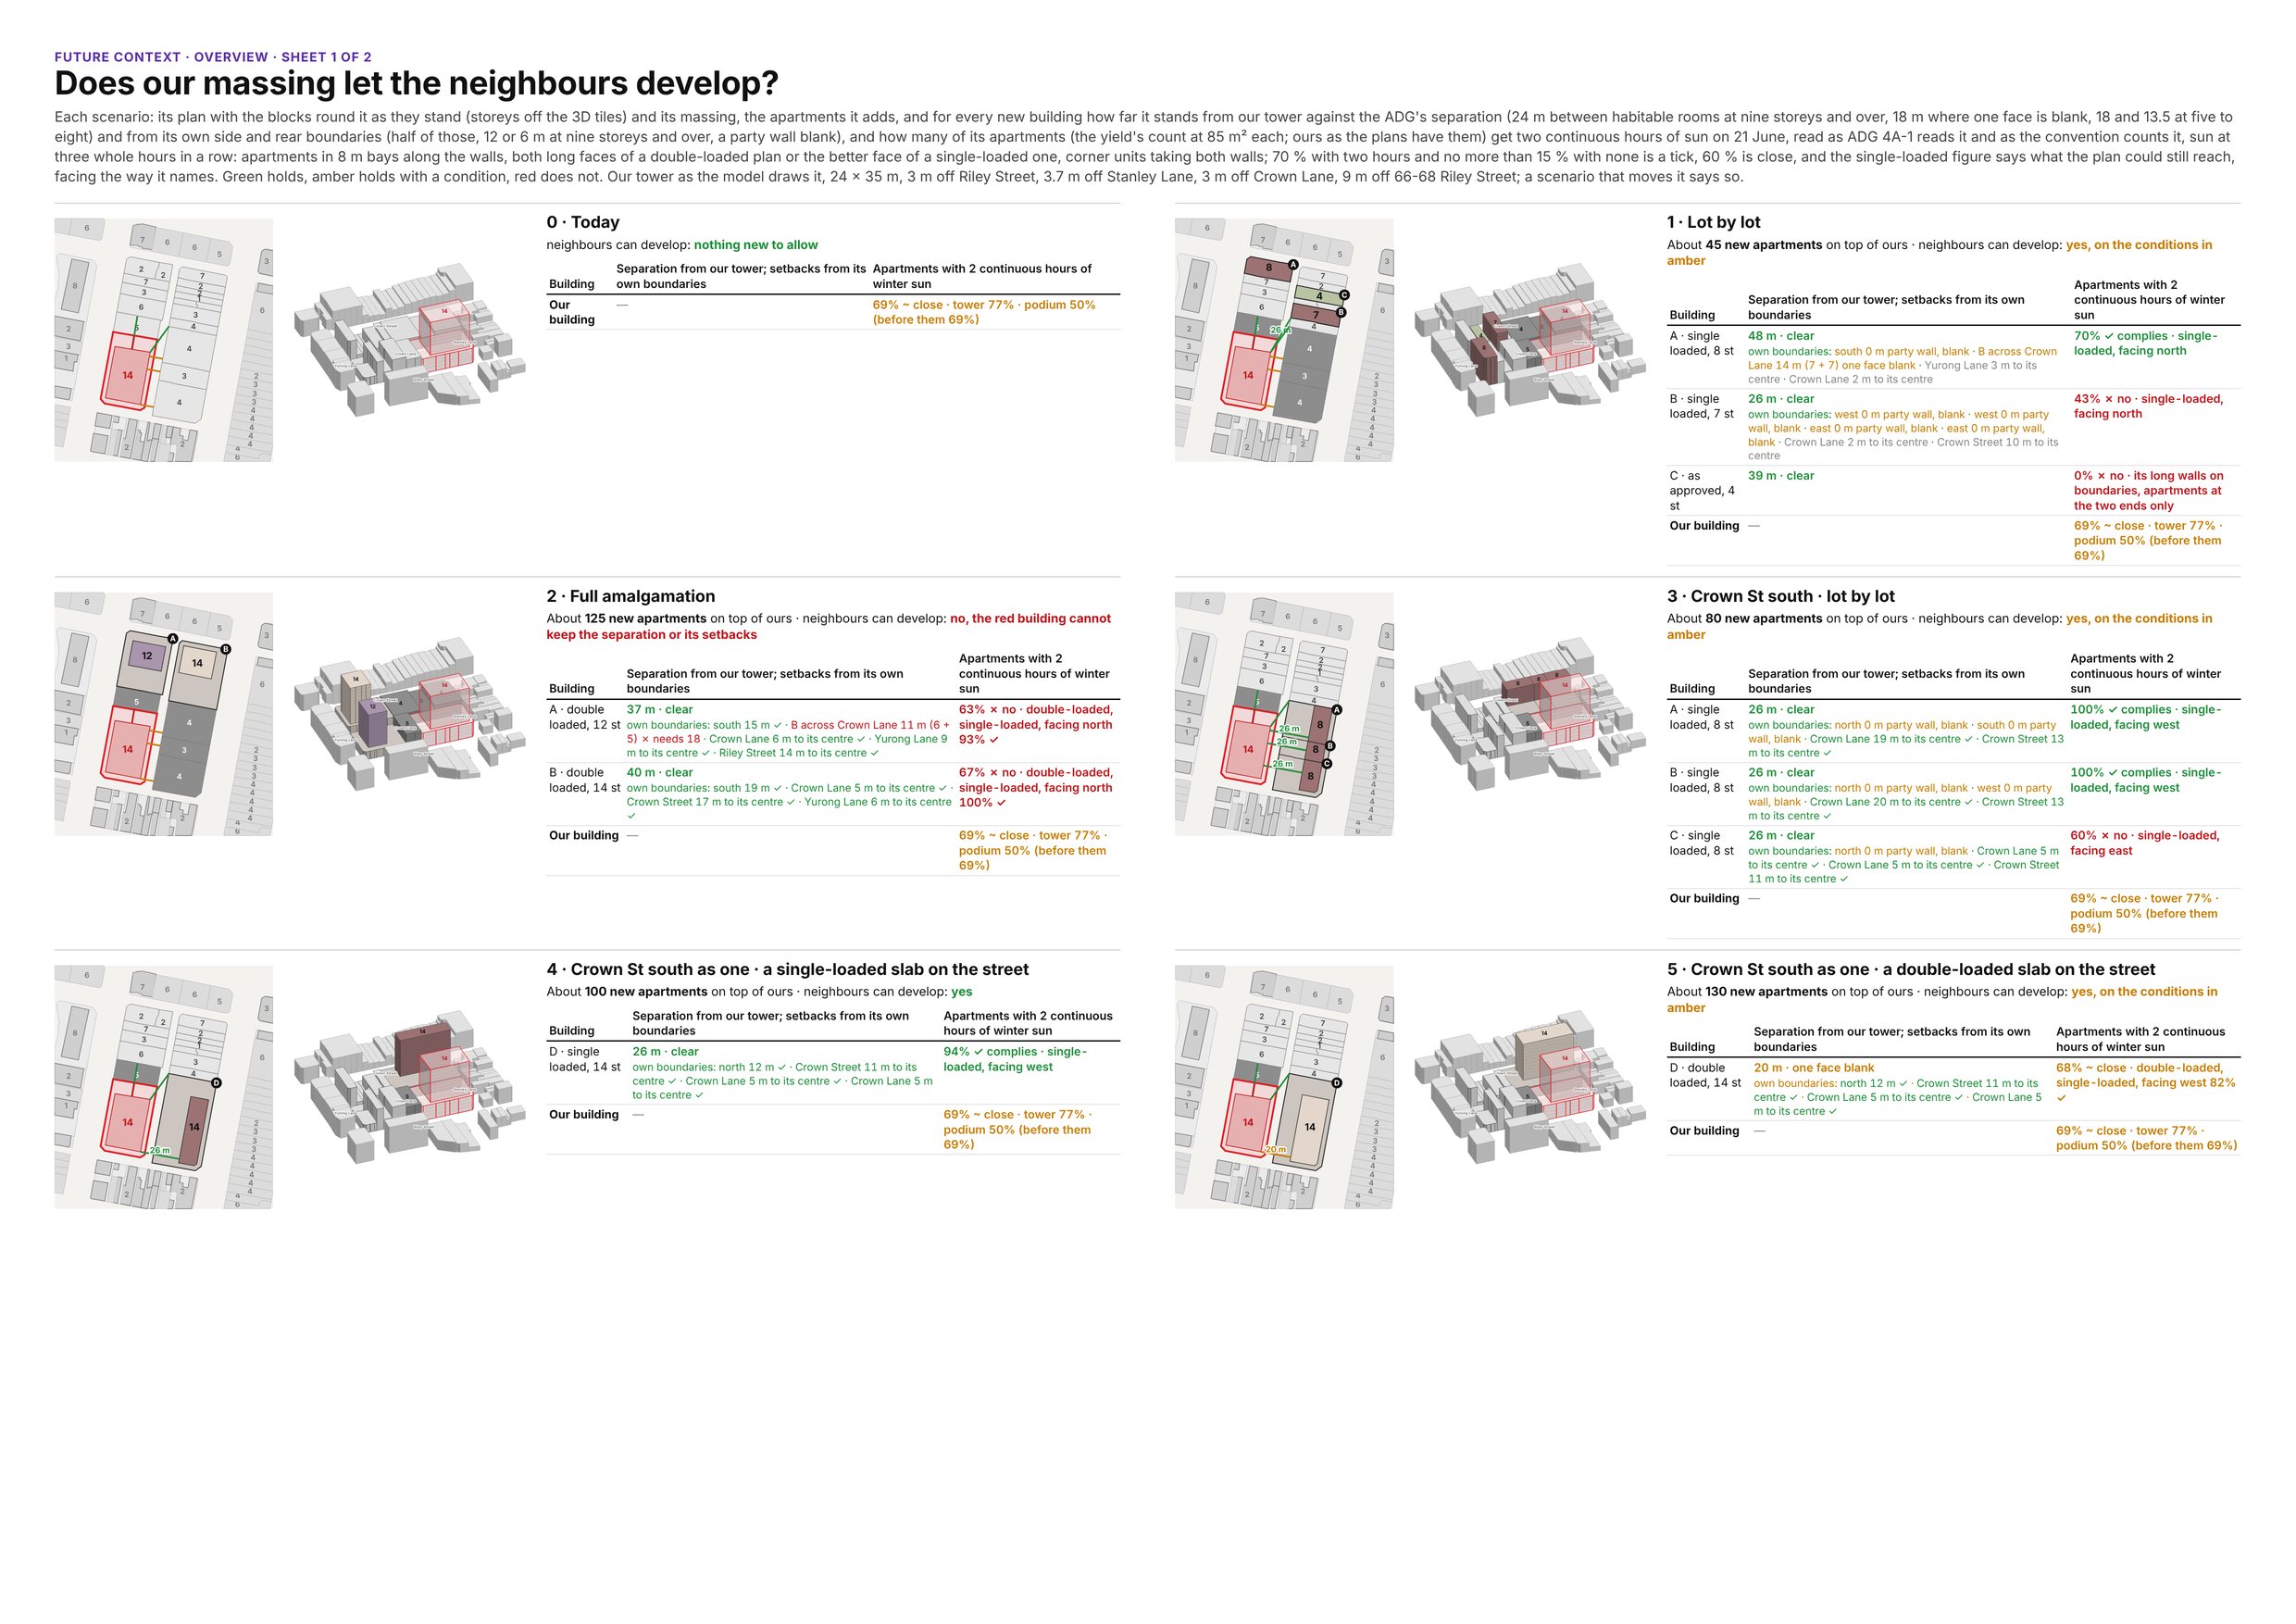 FUTURE CONTEXT · OVERVIEW · SHEET 1 OF 2
Does our massing let the neighbours develop?
Each scenario: its plan with the blocks round it as they stand (storeys off the 3D tiles) and its massing, the apartments it adds, and for every new building how far it stands from our tower against the ADG's separation (24 m between habitable rooms at nine storeys and over, 18 m where one face is blank, 18 and 13.5 at five to
eight) and from its own side and rear boundaries (half of those, 12 or 6 m at nine storeys and over, a party wall blank), and how many of its apartments (the yield's count at 85 m² each; ours as the plans have them) get two continuous hours of sun on 21 June, read as ADG 4A-1 reads it and as the convention counts it, sun at
three whole hours in a row: apartments in 8 m bays along the walls, both long faces of a double-loaded plan or the better face of a single-loaded one, corner units taking both walls; 70 % with two hours and no more than 15 % with none is a tick, 60 % is close, and the single-loaded figure says what the plan could still reach,
facing the way it names. Green holds, amber holds with a condition, red does not. Our tower as the model draws it, 24 × 35 m, 3 m off Riley Street, 3.7 m off Stanley Lane, 3 m off Crown Lane, 9 m off 66-68 Riley Street; a scenario that moves it says so.
0 · Today
neighbours can develop: nothing new to allow
Building
Separation from our tower; setbacks from its own boundaries
Apartments with 2 continuous hours of winter sun
Our building
—
69% ~ close · tower 77% · podium 50%
(before them 69%)
1 · Lot by lot
About 45 new apartments on top of ours · neighbours can develop: yes, on the conditions in
amber
Building
Separation from our tower; setbacks from its own
boundaries
Apartments with 2
continuous hours of winter
sun
A · single
loaded, 8 st
48 m · clear
own boundaries: south 0 m party wall, blank · B across Crown
Lane 14 m (7 + 7) one face blank · Yurong Lane 3 m to its
centre · Crown Lane 2 m to its centre
70% ✓ complies · single-
loaded, facing north
B · single
loaded, 7 st
26 m · clear
own boundaries: west 0 m party wall, blank · west 0 m party
wall, blank · east 0 m party wall, blank · east 0 m party wall,
blank · Crown Lane 2 m to its centre · Crown Street 10 m to its
centre
43% × no · single-loaded,
facing north
C · as
approved, 4
st
39 m · clear
0% × no · its long walls on
boundaries, apartments at
the two ends only
Our building
—
69% ~ close · tower 77% ·
podium 50% (before them
69%)
2 · Full amalgamation
About 125 new apartments on top of ours · neighbours can develop: no, the red building cannot
keep the separation or its setbacks
Building
Separation from our tower; setbacks from its own
boundaries
Apartments with 2
continuous hours of winter
sun
A · double
loaded, 12 st
37 m · clear
own boundaries: south 15 m ✓ · B across Crown Lane 11 m (6 +
5) × needs 18 · Crown Lane 6 m to its centre ✓ · Yurong Lane 9
m to its centre ✓ · Riley Street 14 m to its centre ✓
63% × no · double-loaded,
single-loaded, facing north
93% ✓
B · double
loaded, 14 st
40 m · clear
own boundaries: south 19 m ✓ · Crown Lane 5 m to its centre ✓ ·
Crown Street 17 m to its centre ✓ · Yurong Lane 6 m to its centre
✓
67% × no · double-loaded,
single-loaded, facing north
100% ✓
Our building
—
69% ~ close · tower 77% ·
podium 50% (before them
69%)
3 · Crown St south · lot by lot
About 80 new apartments on top of ours · neighbours can develop: yes, on the conditions in
amber
Building
Separation from our tower; setbacks from its own
boundaries
Apartments with 2
continuous hours of winter
sun
A · single
loaded, 8 st
26 m · clear
own boundaries: north 0 m party wall, blank · south 0 m party
wall, blank · Crown Lane 19 m to its centre ✓ · Crown Street 13
m to its centre ✓
100% ✓ complies · single-
loaded, facing west
B · single
loaded, 8 st
26 m · clear
own boundaries: north 0 m party wall, blank · west 0 m party
wall, blank · Crown Lane 20 m to its centre ✓ · Crown Street 13
m to its centre ✓
100% ✓ complies · single-
loaded, facing west
C · single
loaded, 8 st
26 m · clear
own boundaries: north 0 m party wall, blank · Crown Lane 5 m
to its centre ✓ · Crown Lane 5 m to its centre ✓ · Crown Street
11 m to its centre ✓
60% × no · single-loaded,
facing east
Our building
—
69% ~ close · tower 77% ·
podium 50% (before them
69%)
4 · Crown St south as one · a single-loaded slab on the street
About 100 new apartments on top of ours · neighbours can develop: yes
Building
Separation from our tower; setbacks from its own
boundaries
Apartments with 2 continuous
hours of winter sun
D · single
loaded, 14 st
26 m · clear
own boundaries: north 12 m ✓ · Crown Street 11 m to its
centre ✓ · Crown Lane 5 m to its centre ✓ · Crown Lane 5 m
to its centre ✓
94% ✓ complies · single-
loaded, facing west
Our building
—
69% ~ close · tower 77% ·
podium 50% (before them
69%)
5 · Crown St south as one · a double-loaded slab on the street
About 130 new apartments on top of ours · neighbours can develop: yes, on the conditions in
amber
Building
Separation from our tower; setbacks from its own
boundaries
Apartments with 2 continuous
hours of winter sun
D · double
loaded, 14 st
20 m · one face blank
own boundaries: north 12 m ✓ · Crown Street 11 m to its
centre ✓ · Crown Lane 5 m to its centre ✓ · Crown Lane 5
m to its centre ✓
68% ~ close · double-loaded,
single-loaded, facing west 82%
✓
Our building
—
69% ~ close · tower 77% ·
podium 50% (before them 69%)